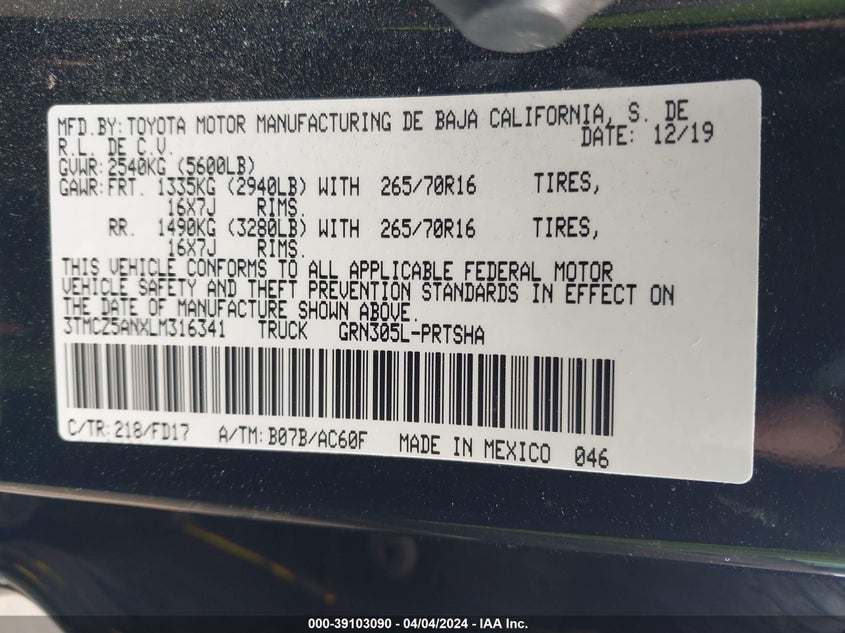 MFD.BY: TOYOTA MOTOR MANUFACTURING DE BAJA CALIFORNIA, S. DE
R.L. DE C.V. DATE: 12/19
GVWR: 2540KG (5600LB)
GAWR: FRT. 1335KG (2940LB) WITH 265/70R16 TIRES,
16X7J RIMS.
RR. 1490KG (3280LB) WITH 265/70R16 TIRES,
16X7J RIMS.
THIS VEHICLE CONFORMS TO ALL APPLICABLE FEDERAL MOTOR
VEHICLE SAFETY AND THEFT PREVENTION STANDARDS IN EFFECT ON
THE DATE OF MANUFACTURE SHOWN ABOVE.
3TMCZ5ANXLM316341 TRUCK GRN305L-PRTSHA
C/TR: 218/FD17 A/TM: B07B/AC60F MADE IN MEXICO 046
000-39103090 - 04/04/2024 - IAA Inc.